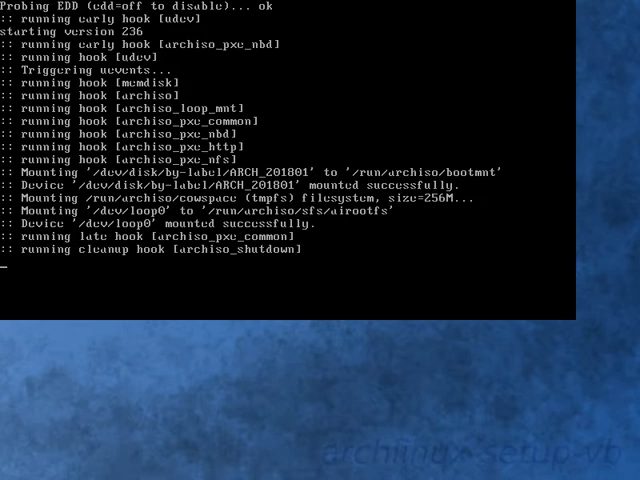 Probing EDD (edd=off to disable)... ok
:: running early hook [udev]
starting version 236
:: running early hook [archiso_pxe_nbd]
:: running hook [udev]
:: Triggering uevents...
:: running hook [memdisk]
:: running hook [archiso]
:: running hook [archiso_loop_mnt]
:: running hook [archiso_pxe_common]
:: running hook [archiso_pxe_nbd]
:: running hook [archiso_pxe_http]
:: running hook [archiso_pxe_nfs]
:: Mounting '/dev/disk/by-label/ARCH_201801' to '/run/archiso/bootmnt'
:: Device '/dev/disk/by-label/ARCH_201801' mounted successfully.
:: Mounting /run/archiso/cowspace (tmpfs) filesystem, size=256M...
:: Mounting '/dev/loop0' to '/run/archiso/sfs/airootfs'
:: Device '/dev/loop0' mounted successfully.
:: running late hook [archiso_pxe_common]
:: running cleanup hook [archiso_shutdown]
archlinux-setup-vb